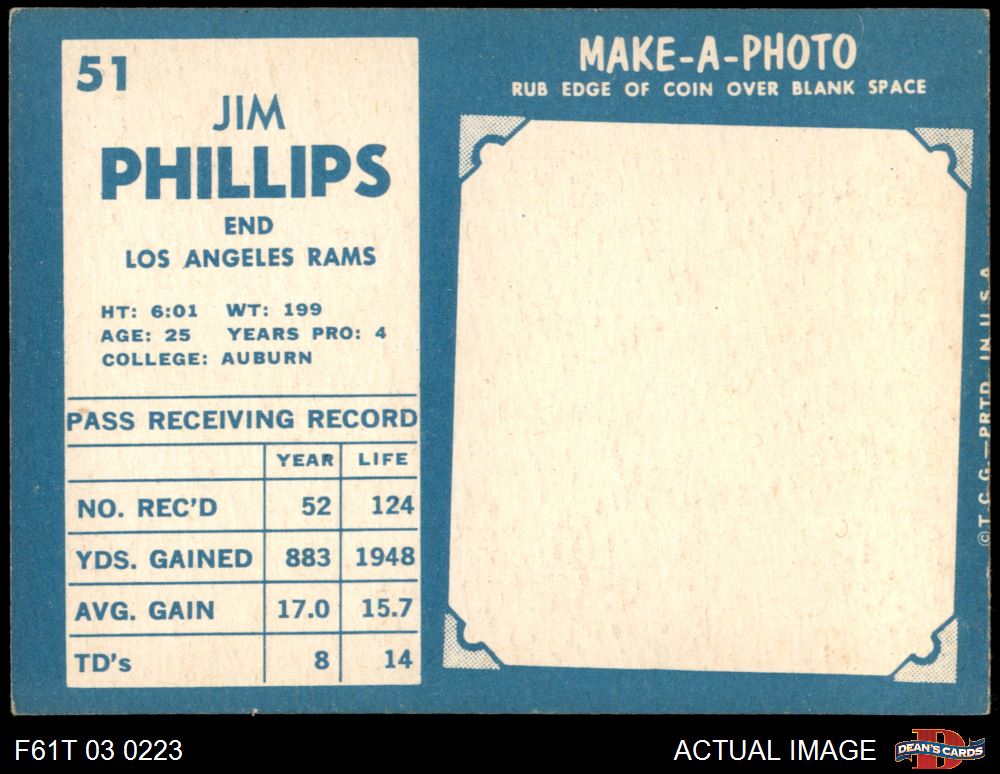 51
JIM
PHILLIPS
END
LOS ANGELES RAMS
HT: 6:01 WT: 199
AGE: 25 YEARS PRO: 4
COLLEGE: AUBURN
PASS RECEIVING RECORD
YEAR LIFE
NO. REC'D 52 124
YDS. GAINED 883 1948
AVG. GAIN 17.0 15.7
TD's 8 14
MAKE-A-PHOTO
RUB EDGE OF COIN OVER BLANK SPACE
©T.C.G.—PRTD. IN U.S.A.
F61T 03 0223
ACTUAL IMAGE
D
DEAN'S CARDS